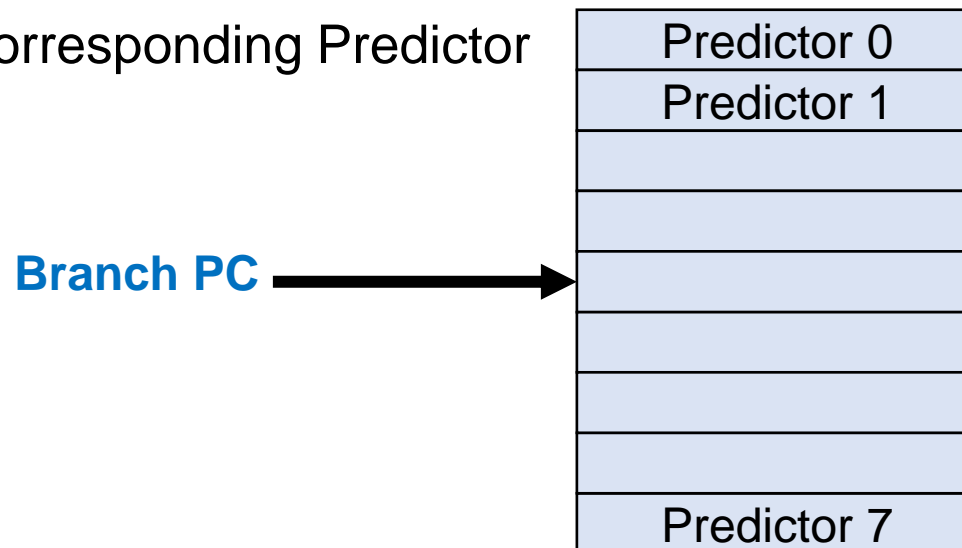 orresponding Predictor
Predictor 0
Predictor 1
Branch PC
Predictor 7